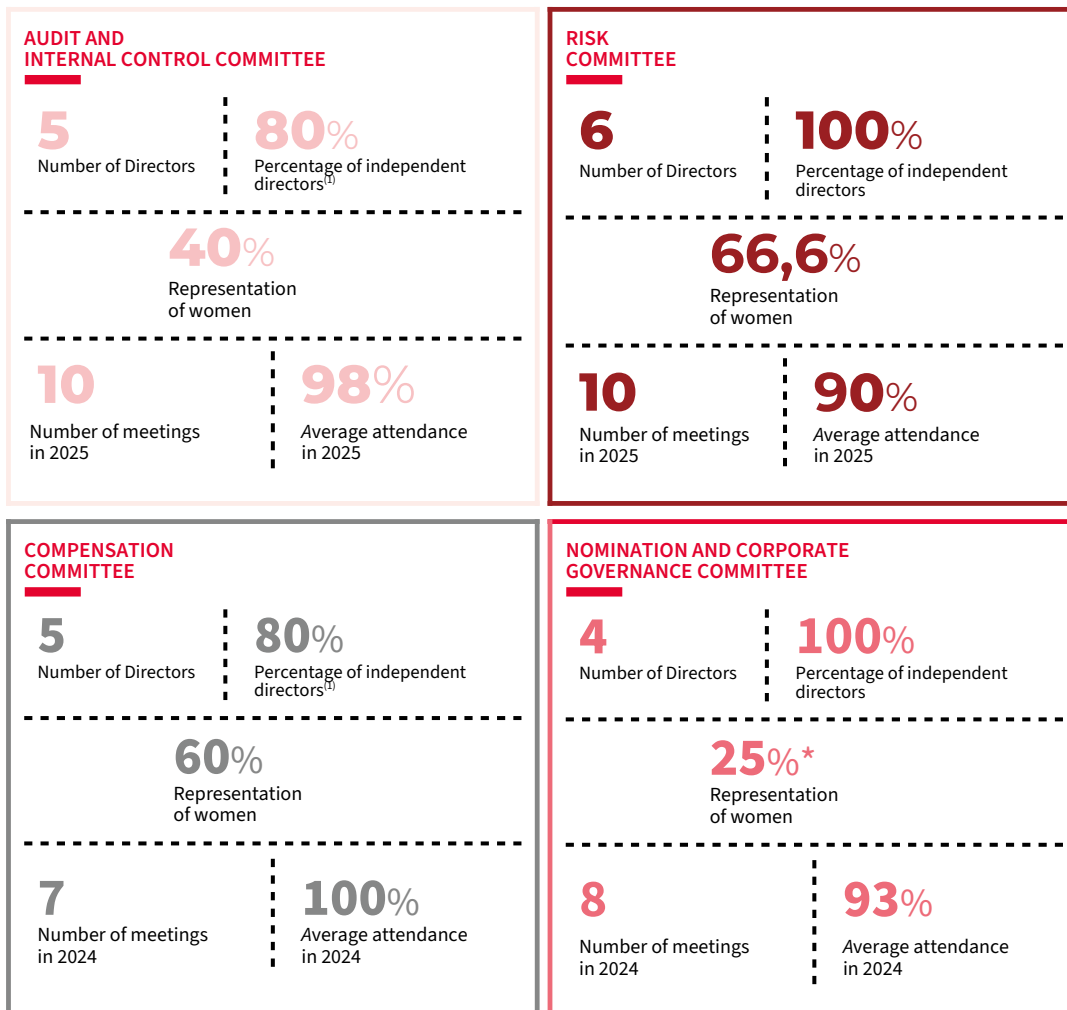 AUDIT AND
INTERNAL CONTROL COMMITTEE
5
Number of Directors
80%
Percentage of independent
directors(1)
40%
Representation
of women
10
Number of meetings
in 2025
98%
Average attendance
in 2025
RISK
COMMITTEE
6
Number of Directors
100%
Percentage of independent
directors
66,6%
Representation
of women
10
Number of meetings
in 2025
90%
Average attendance
in 2025
COMPENSATION
COMMITTEE
5
Number of Directors
80%
Percentage of independent
directors(1)
60%
Representation
of women
7
Number of meetings
in 2024
100%
Average attendance
in 2024
NOMINATION AND CORPORATE
GOVERNANCE COMMITTEE
4
Number of Directors
100%
Percentage of independent
directors
25%*
Representation
of women
8
Number of meetings
in 2024
93%
Average attendance
in 2024